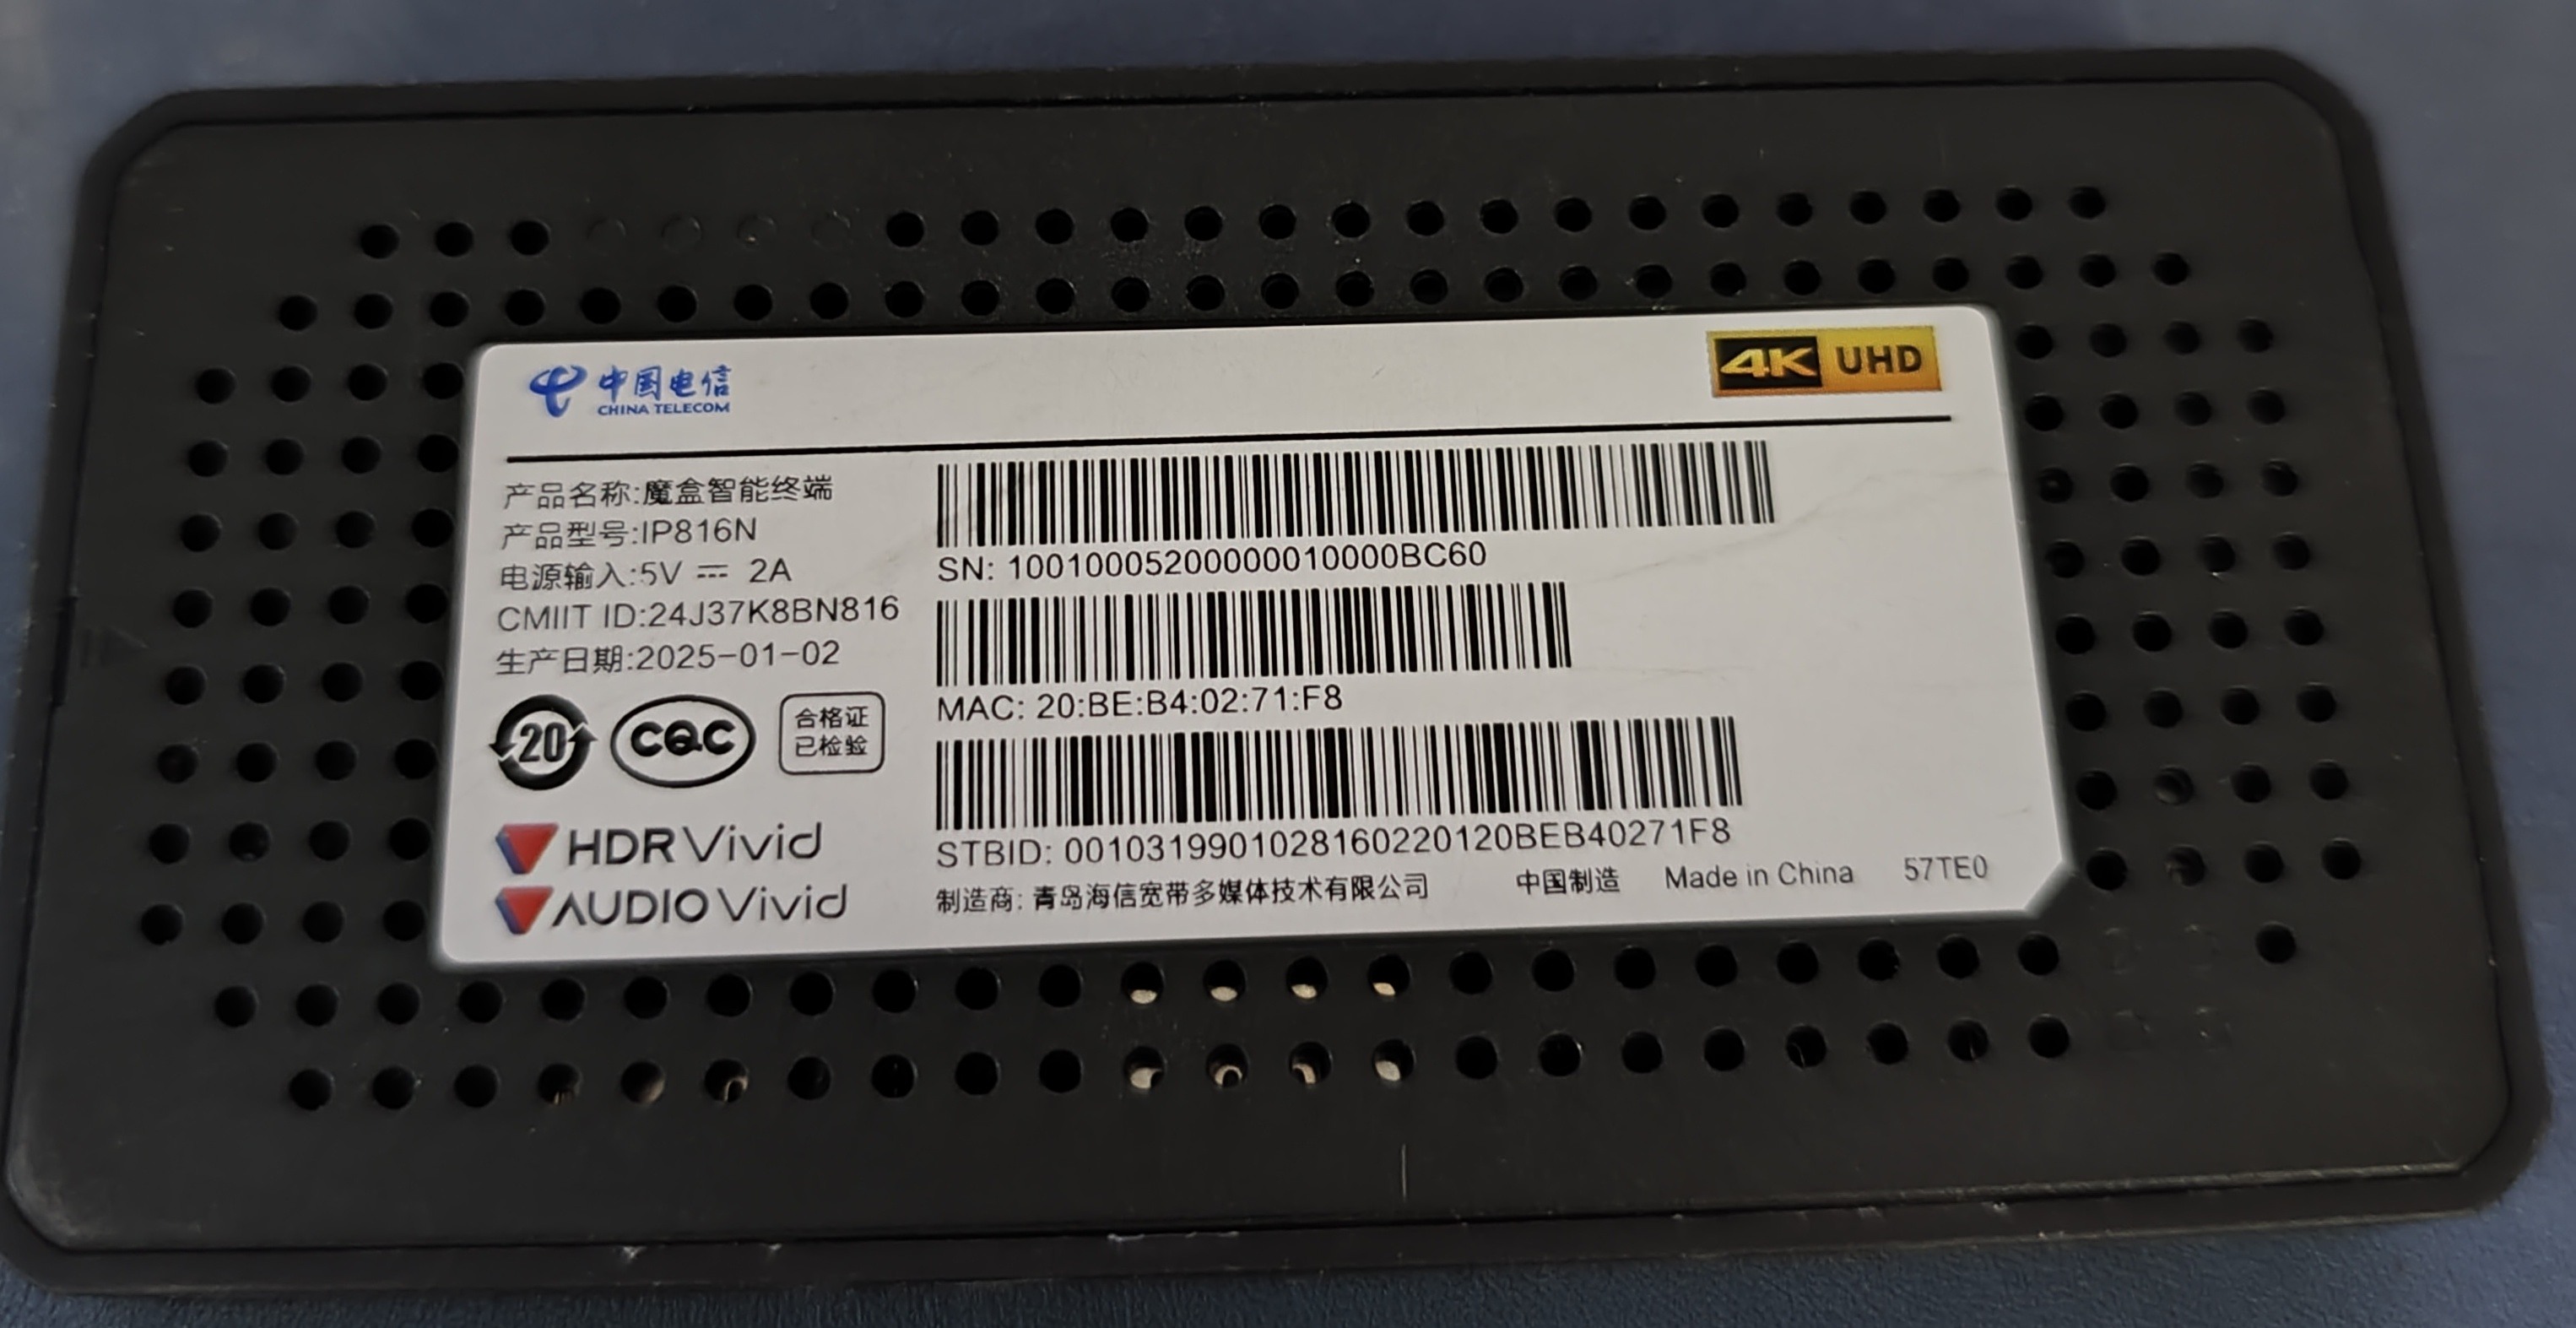 中国电信
CHINA TELECOM
4K UHD
产品名称:魔盒智能终端
产品型号:IP816N
电源输入:5V ⎓ 2A
CMIIT ID:24J37K8BN816
生产日期:2025-01-02
20
CQC
合格证
已检验
HDR Vivid
AUDIO Vivid
SN: 10010005200000010000BC60
MAC: 20:BE:B4:02:71:F8
STBID: 0010319901028160220120BEB40271F8
制造商: 青岛海信宽带多媒体技术有限公司
中国制造 Made in China 57TE0